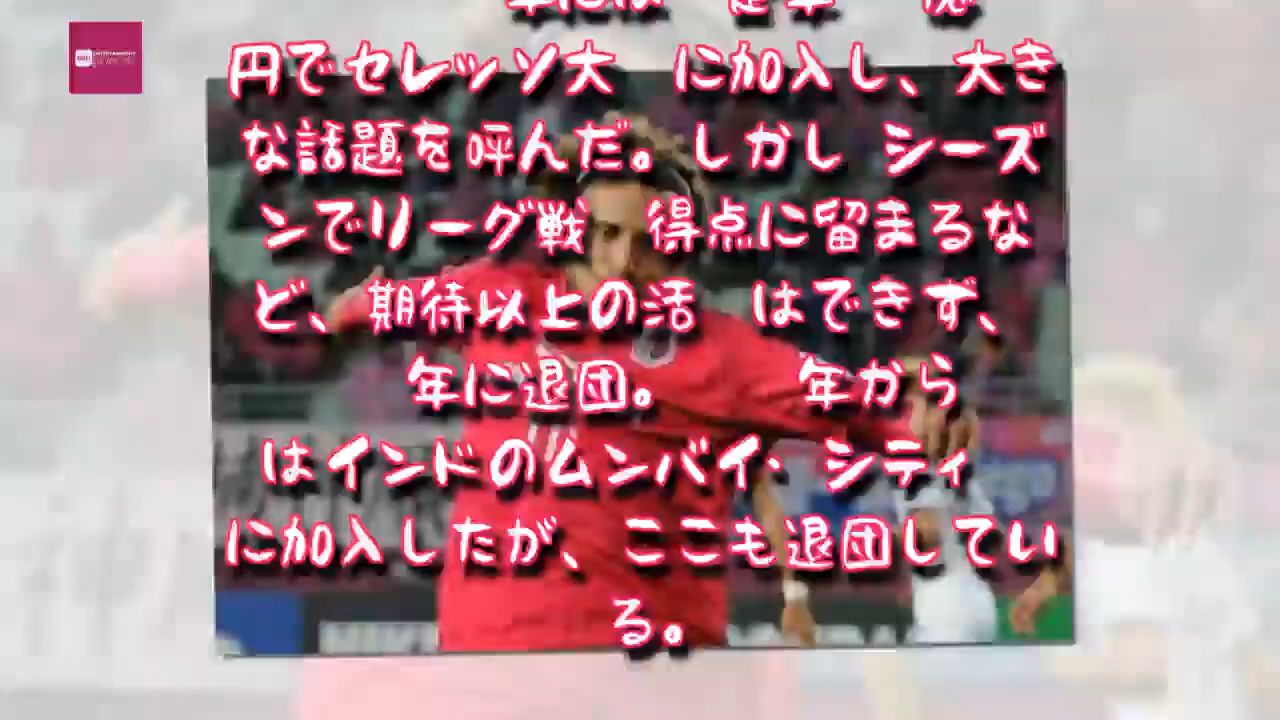 ENTERTAINMENT
円でセレッソ大 に加入し、大き
な話題を呼んだ。しかし シーズ
ンでリーグ戦 得点に留まるな
ど、期待以上の活 はできず、
年に退団。 年から
はインドのムンバイ・シティ
に加入したが、ここも退団してい
る。